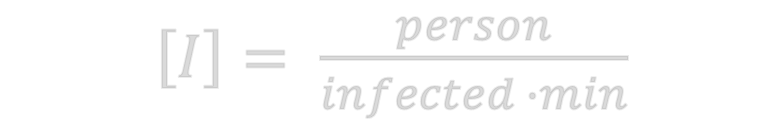 [I] = person / infected ·min